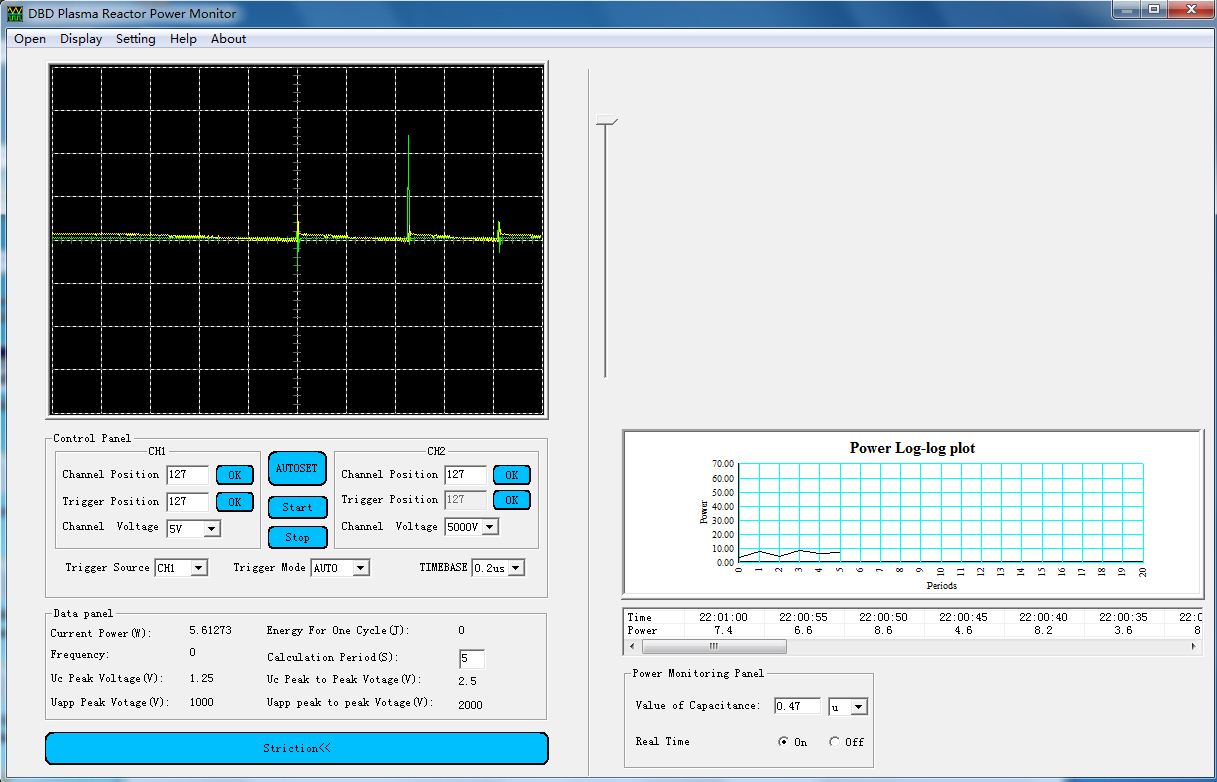 DBD Plasma Reactor Power Monitor
Open Display Setting Help About
Control Panel
CH1
Channel Position 127 OK
Trigger Position 127 OK
Channel Voltage 5V
AUTOSET
Start
Stop
CH2
Channel Position 127 OK
Trigger Position 127 OK
Channel Voltage 5000V
Trigger Source CH1 Trigger Mode AUTO TIMEBASE 0.2us
Data panel
Current Power(W): 5.61273 Energy For One Cycle(J): 0
Frequency: 0 Calculation Period(S): 5
Uc Peak Voltage(V): 1.25 Uc Peak to Peak Votage(V): 2.5
Uapp Peak Votage(V): 1000 Uapp peak to peak Votage(V): 2000
Striction<<
Power Log-log plot
Power
70.00
60.00
50.00
40.00
30.00
20.00
10.00
0.00
0 1 2 3 4 5 6 7 8 9 10 11 12 13 14 15 16 17 18 19 20
Periods
Time 22:01:00 22:00:55 22:00:50 22:00:45 22:00:40 22:00:35 22:0
Power 7.4 6.6 8.6 4.6 8.2 3.6 8
Power Monitoring Panel
Value of Capacitance: 0.47 u
Real Time On Off